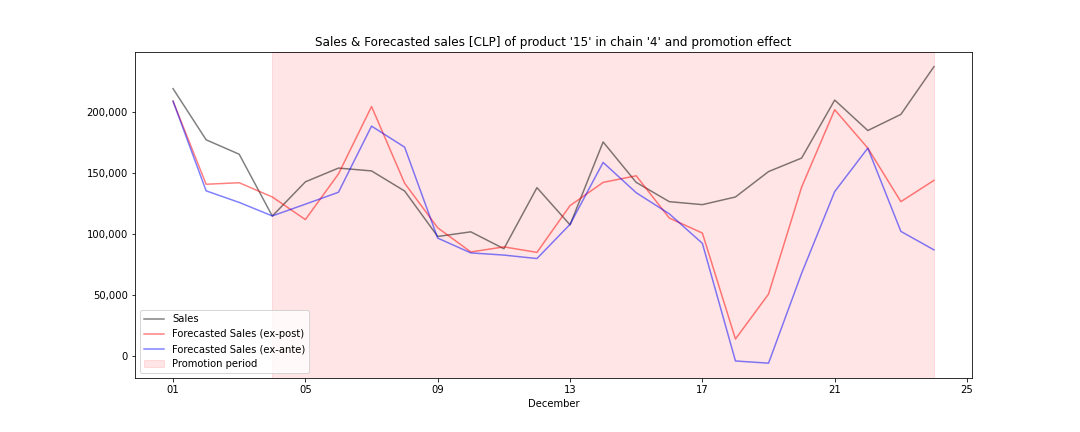 Sales & Forecasted sales [CLP] of product '15' in chain '4' and promotion effect
200,000
150,000
100,000
50,000
0
Sales
Forecasted Sales (ex-post)
Forecasted Sales (ex-ante)
Promotion period
01 05 09 13 17 21 25
December